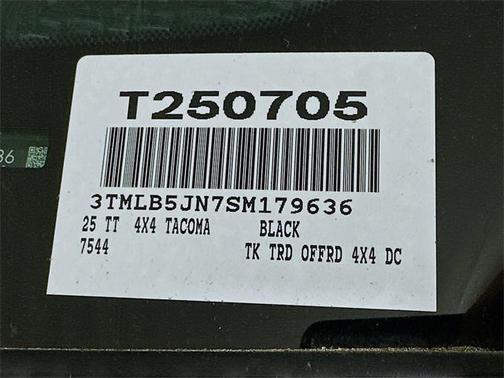 T250705
3TMLB5JN7SM179636
25 TT 4X4 TACOMA BLACK
7544 TK TRD OFFRD 4X4 DC